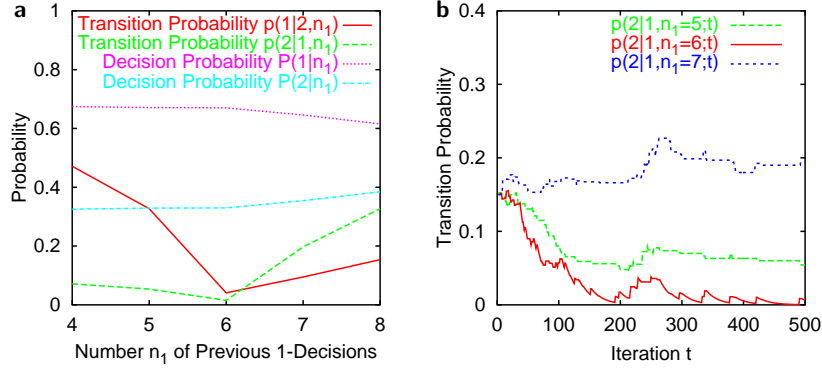 a
Transition Probability p(1|2,n1)
Transition Probability p(2|1,n1)
Decision Probability P(1|n1)
Decision Probability P(2|n1)
Probability
1
0.8
0.6
0.4
0.2
0
4 5 6 7 8
Number n1 of Previous 1-Decisions
b
p(2|1,n1=5;t)
p(2|1,n1=6;t)
p(2|1,n1=7;t)
Transition Probability
0.4
0.3
0.2
0.1
0
0 100 200 300 400 500
Iteration t